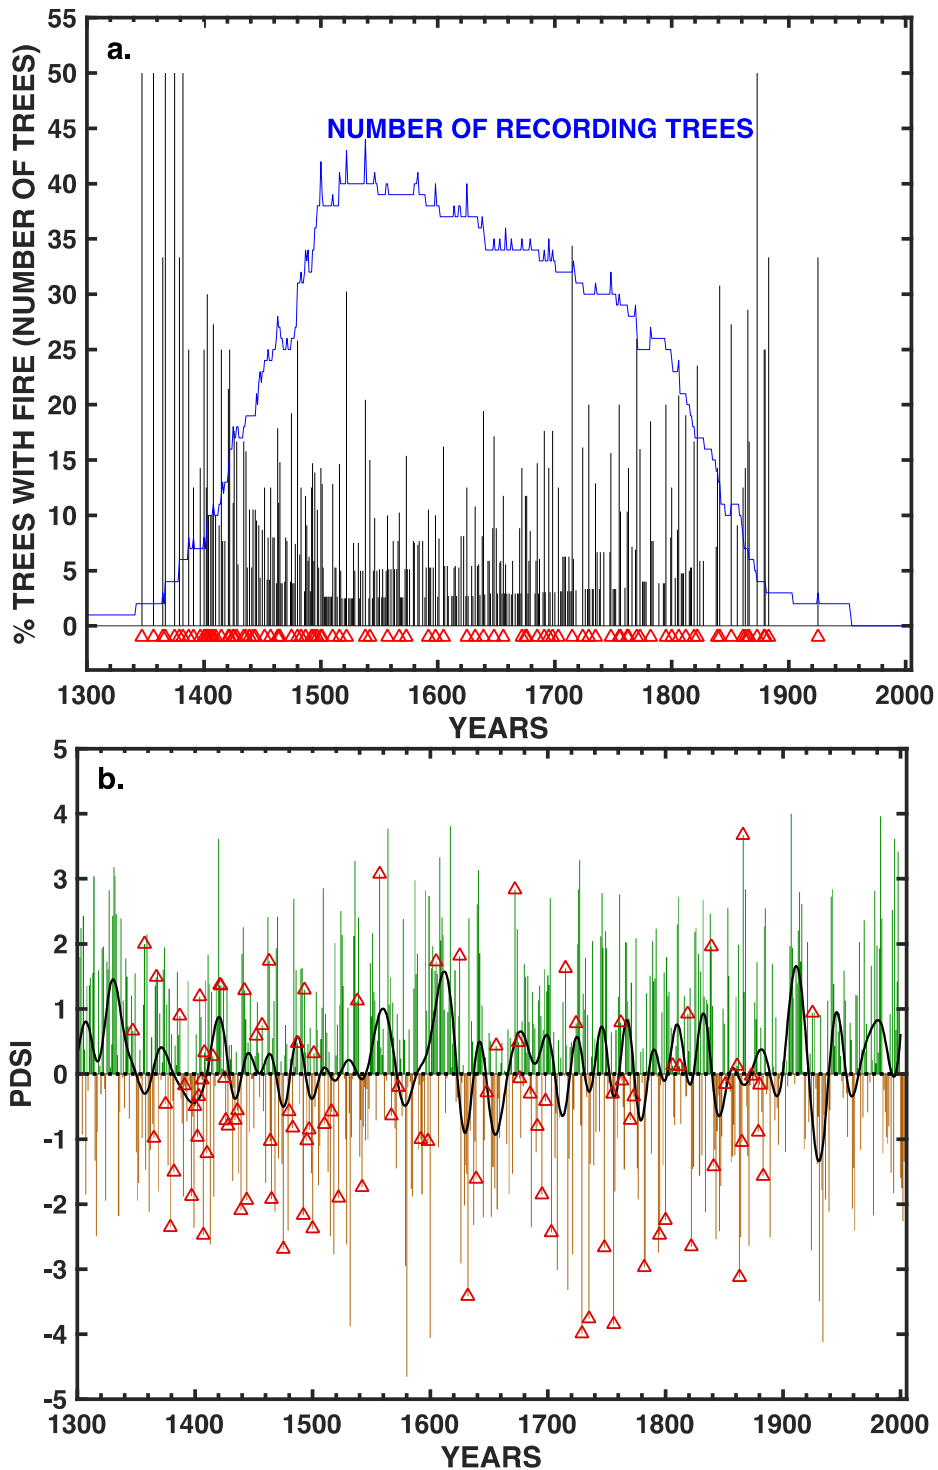 a.
% TREES WITH FIRE (NUMBER OF TREES)
NUMBER OF RECORDING TREES
55
50
45
40
35
30
25
20
15
10
5
0
1300 1400 1500 1600 1700 1800 1900 2000
YEARS
b.
PDSI
5
4
3
2
1
0
-1
-2
-3
-4
-5
1300 1400 1500 1600 1700 1800 1900 2000
YEARS